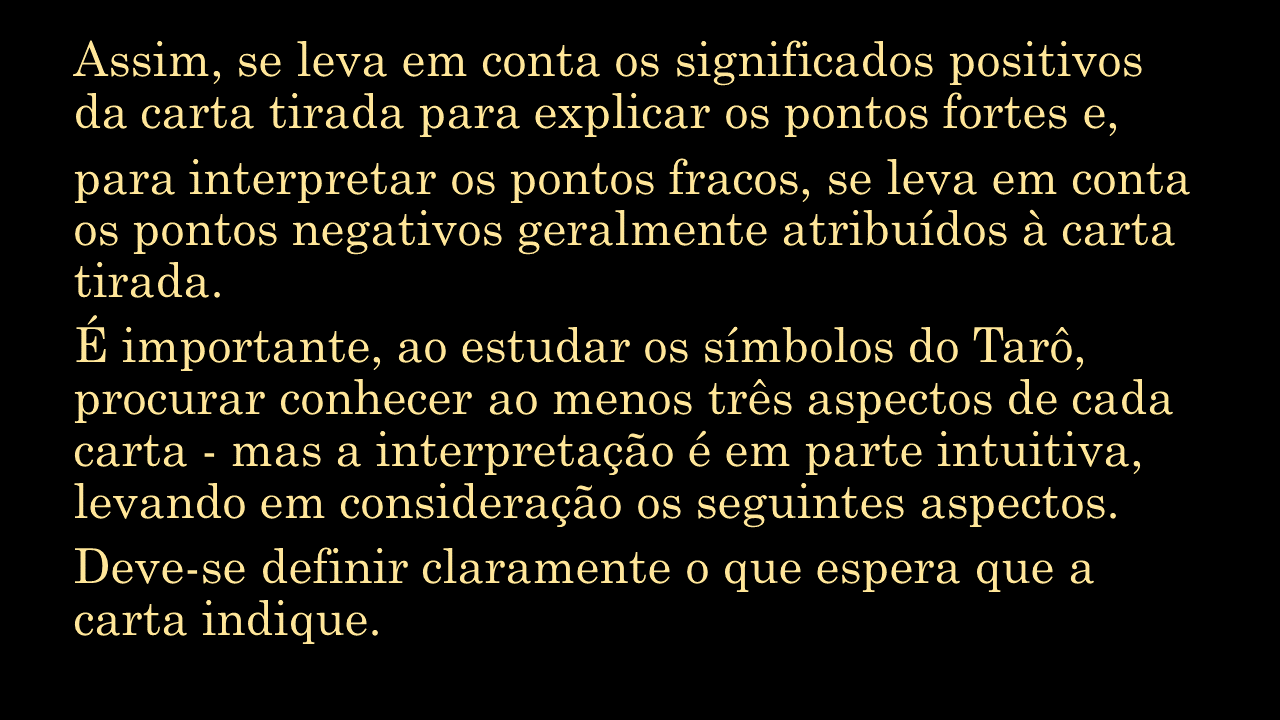 Assim, se leva em conta os significados positivos
da carta tirada para explicar os pontos fortes e,
para interpretar os pontos fracos, se leva em conta
os pontos negativos geralmente atribuídos à carta
tirada.
É importante, ao estudar os símbolos do Tarô,
procurar conhecer ao menos três aspectos de cada
carta - mas a interpretação é em parte intuitiva,
levando em consideração os seguintes aspectos.
Deve-se definir claramente o que espera que a
carta indique.